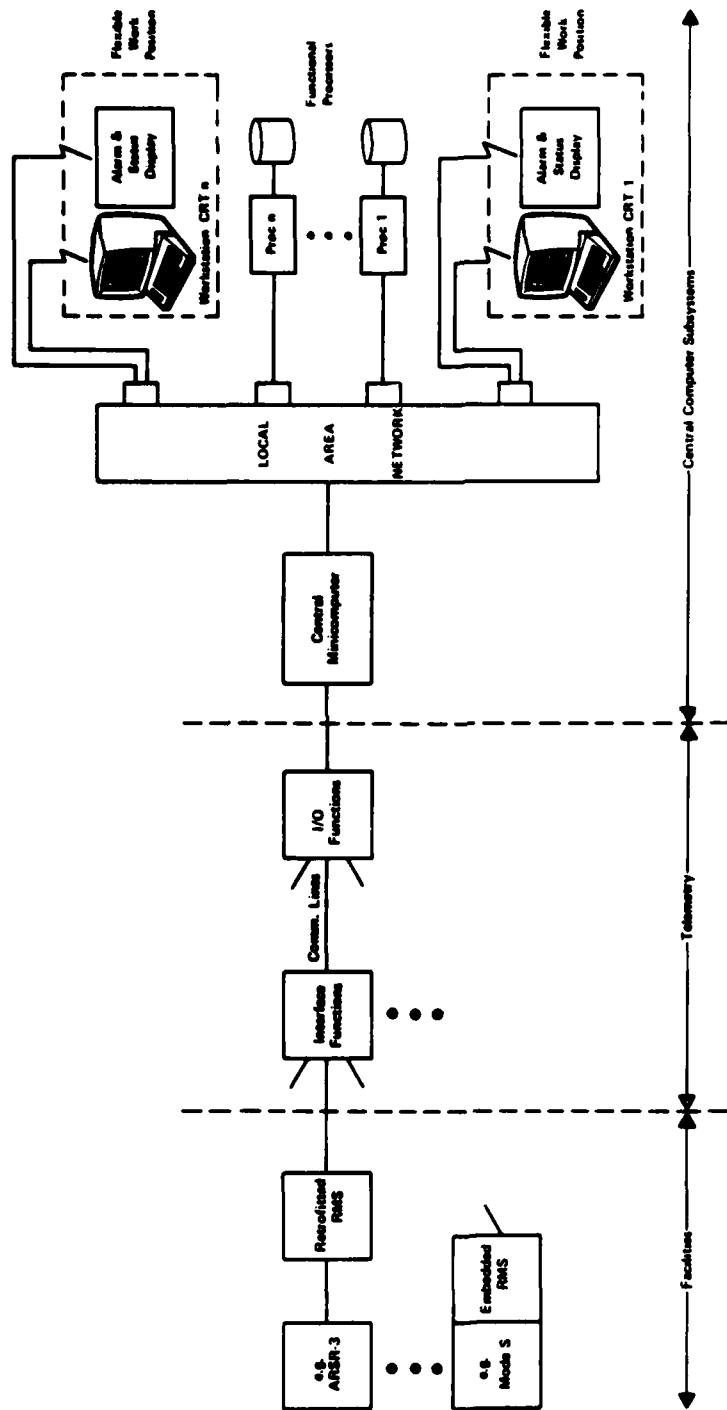 e.g.
ARSR-3
Retrofitted
RMS
e.g.
Mode S
Embedded
RMS
Interface
Functions
Comm. Lines
I/O
Functions
Central
Minicomputer
LOCAL
AREA
NETWORK
Workstation CRT n
Alarm &
Status
Display
Flexible
Work
Position
Proc n
Proc 1
Functional
Processors
Workstation CRT 1
Alarm &
Status
Display
Flexible
Work
Position
Facilities
Telemetry
Central Computer Subsystems